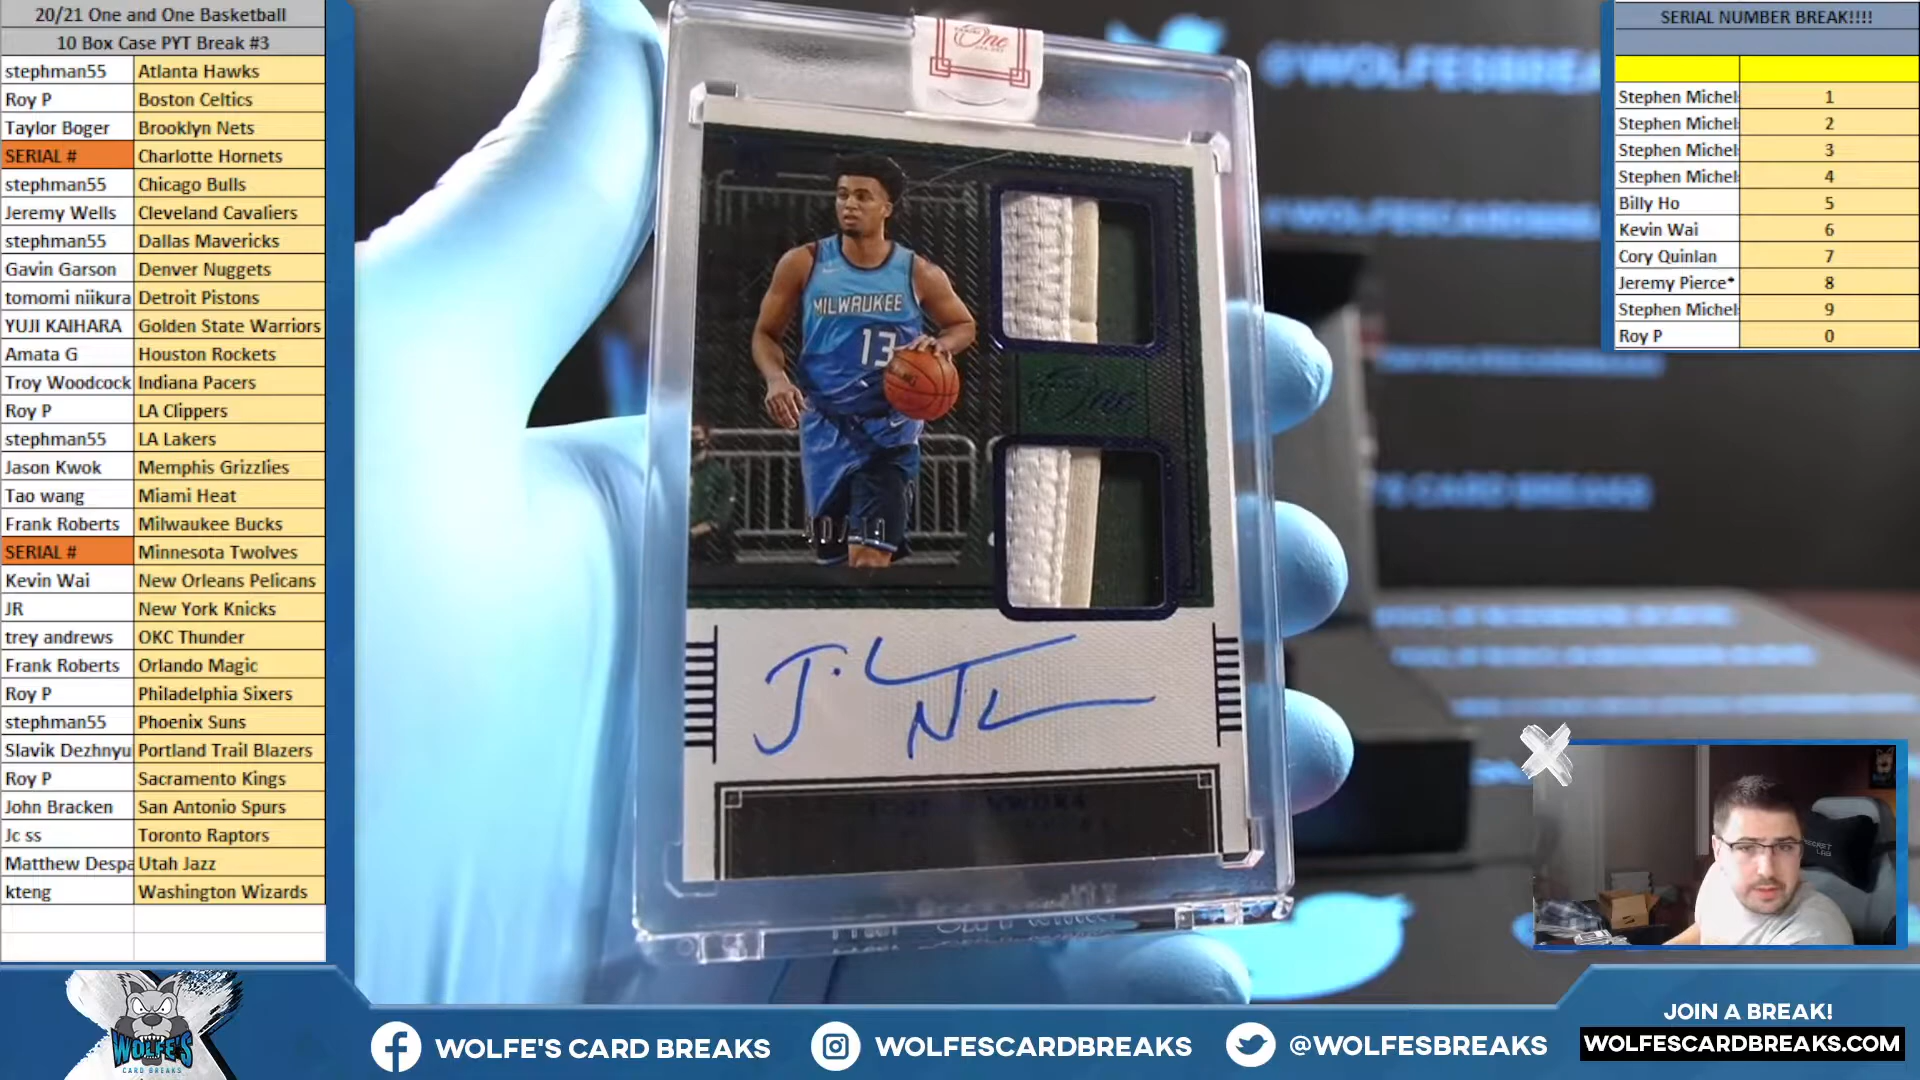 20/21 One and One Basketball
10 Box Case PYT Break #3
stephman55 Atlanta Hawks
Roy P Boston Celtics
Taylor Boger Brooklyn Nets
SERIAL # Charlotte Hornets
stephman55 Chicago Bulls
Jeremy Wells Cleveland Cavaliers
stephman55 Dallas Mavericks
Gavin Garson Denver Nuggets
tomomi niikura Detroit Pistons
YUJI KAIHARA Golden State Warriors
Amata G Houston Rockets
Troy Woodcock Indiana Pacers
Roy P LA Clippers
stephman55 LA Lakers
Jason Kwok Memphis Grizzlies
Tao wang Miami Heat
Frank Roberts Milwaukee Bucks
SERIAL # Minnesota Twolves
Kevin Wai New Orleans Pelicans
JR New York Knicks
trey andrews OKC Thunder
Frank Roberts Orlando Magic
Roy P Philadelphia Sixers
stephman55 Phoenix Suns
Slavik Dezhnyu Portland Trail Blazers
Roy P Sacramento Kings
John Bracken San Antonio Spurs
Jc ss Toronto Raptors
Matthew Despa Utah Jazz
kteng Washington Wizards
One
MILWAUKEE
13
One
SERIAL NUMBER BREAK!!!!
Stephen Michel 1
Stephen Michel 2
Stephen Michel 3
Stephen Michel 4
Billy Ho 5
Kevin Wai 6
Cory Quinlan 7
Jeremy Pierce* 8
Stephen Michel 9
Roy P 0
WOLFE'S
CARD BREAKS
WOLFE'S CARD BREAKS
WOLFESCARDBREAKS
@WOLFESBREAKS
JOIN A BREAK!
WOLFESCARDBREAKS.COM